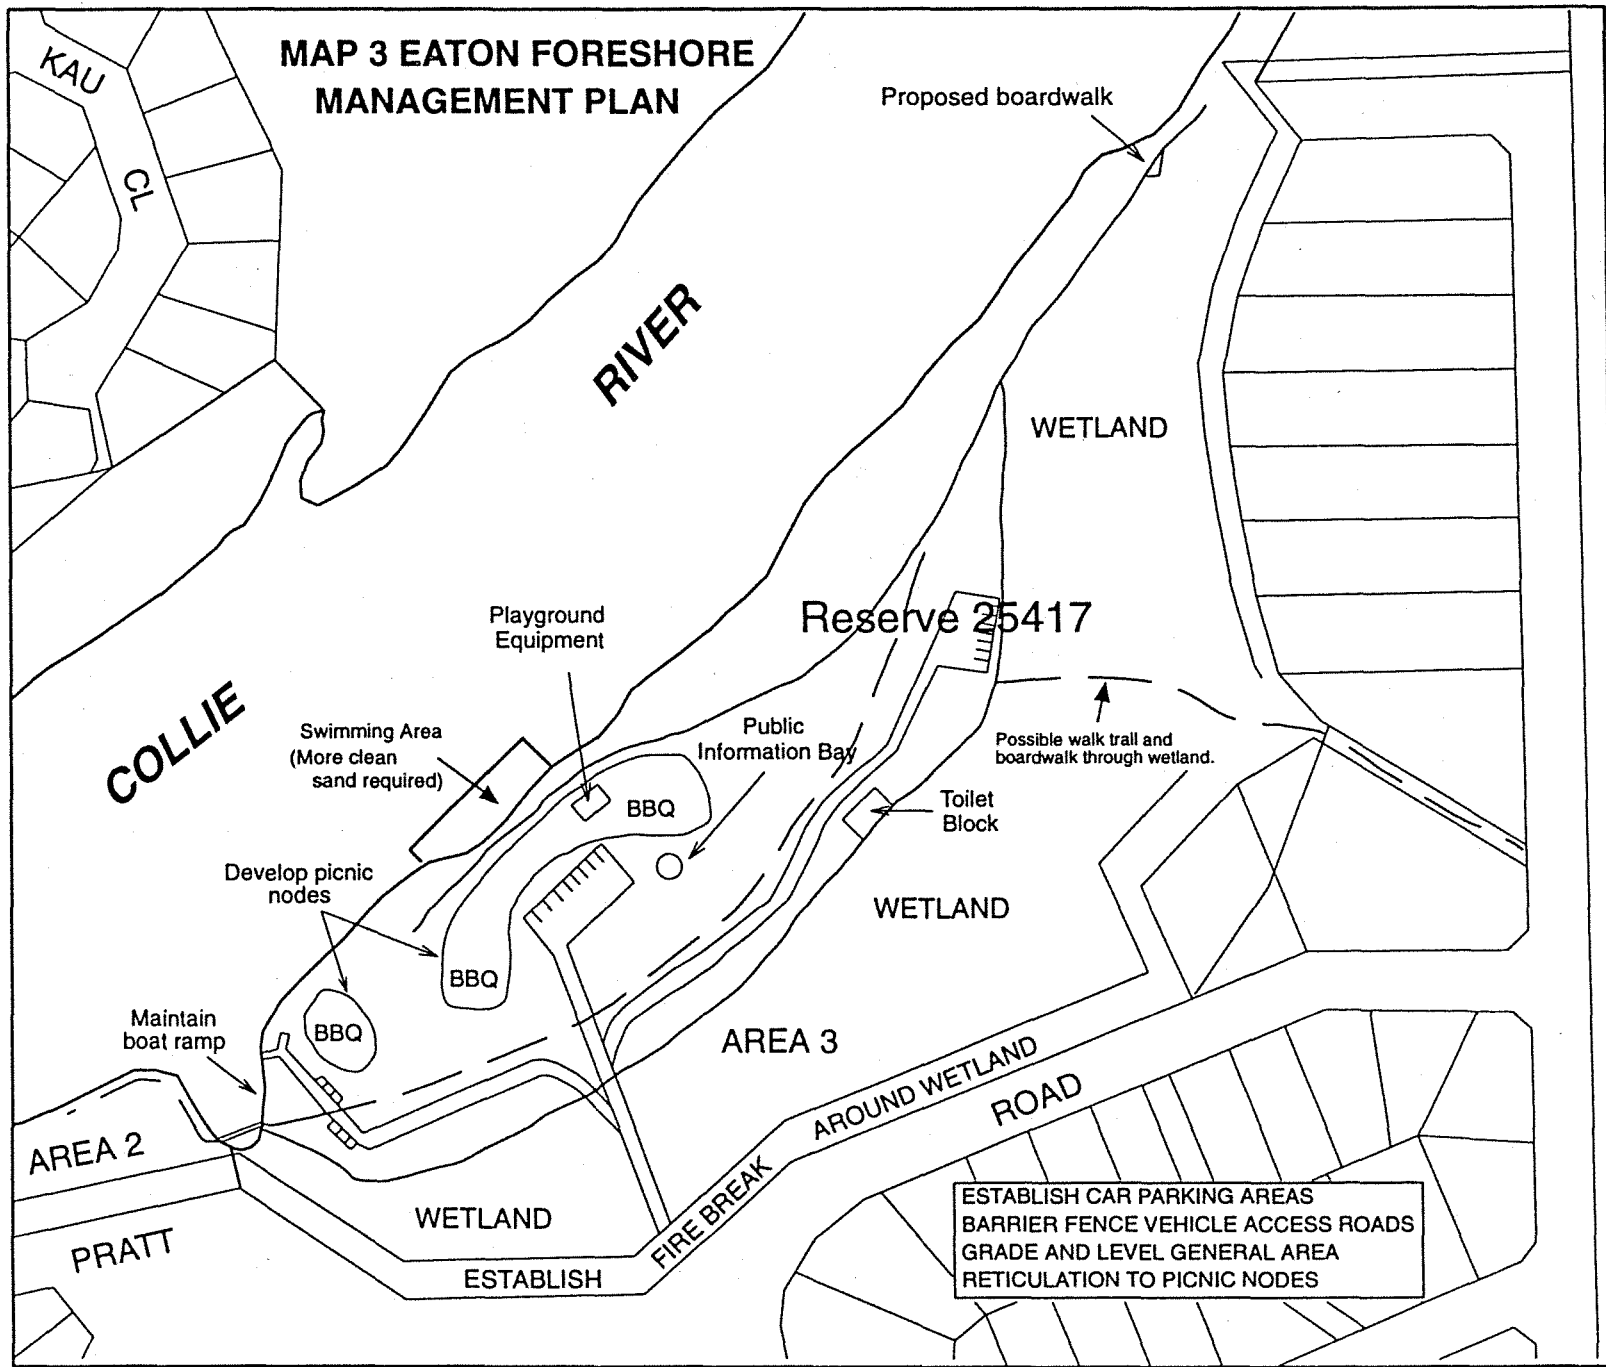 MAP 3 EATON FORESHORE
MANAGEMENT PLAN
KAU
CL
Proposed boardwalk
RIVER
WETLAND
Reserve 25417
Playground
Equipment
COLLIE
Swimming Area
(More clean
sand required)
Public
Information Bay
Possible walk trail and
boardwalk through wetland.
BBQ
Toilet
Block
Develop picnic
nodes
WETLAND
BBQ
BBQ
Maintain
boat ramp
AREA 3
AREA 2
WETLAND
PRATT
ROAD
ESTABLISH
FIRE BREAK
AROUND WETLAND
ESTABLISH CAR PARKING AREAS
BARRIER FENCE VEHICLE ACCESS ROADS
GRADE AND LEVEL GENERAL AREA
RETICULATION TO PICNIC NODES